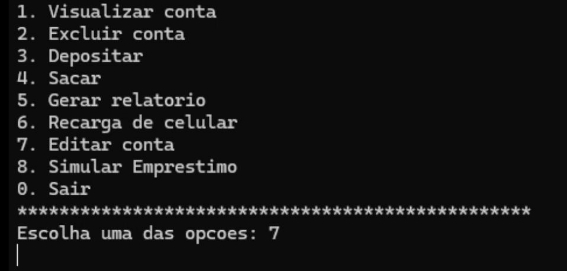 1. Visualizar conta
2. Excluir conta
3. Depositar
4. Sacar
5. Gerar relatorio
6. Recarga de celular
7. Editar conta
8. Simular Emprestimo
0. Sair
*************************************************
Escolha uma das opcoes: 7